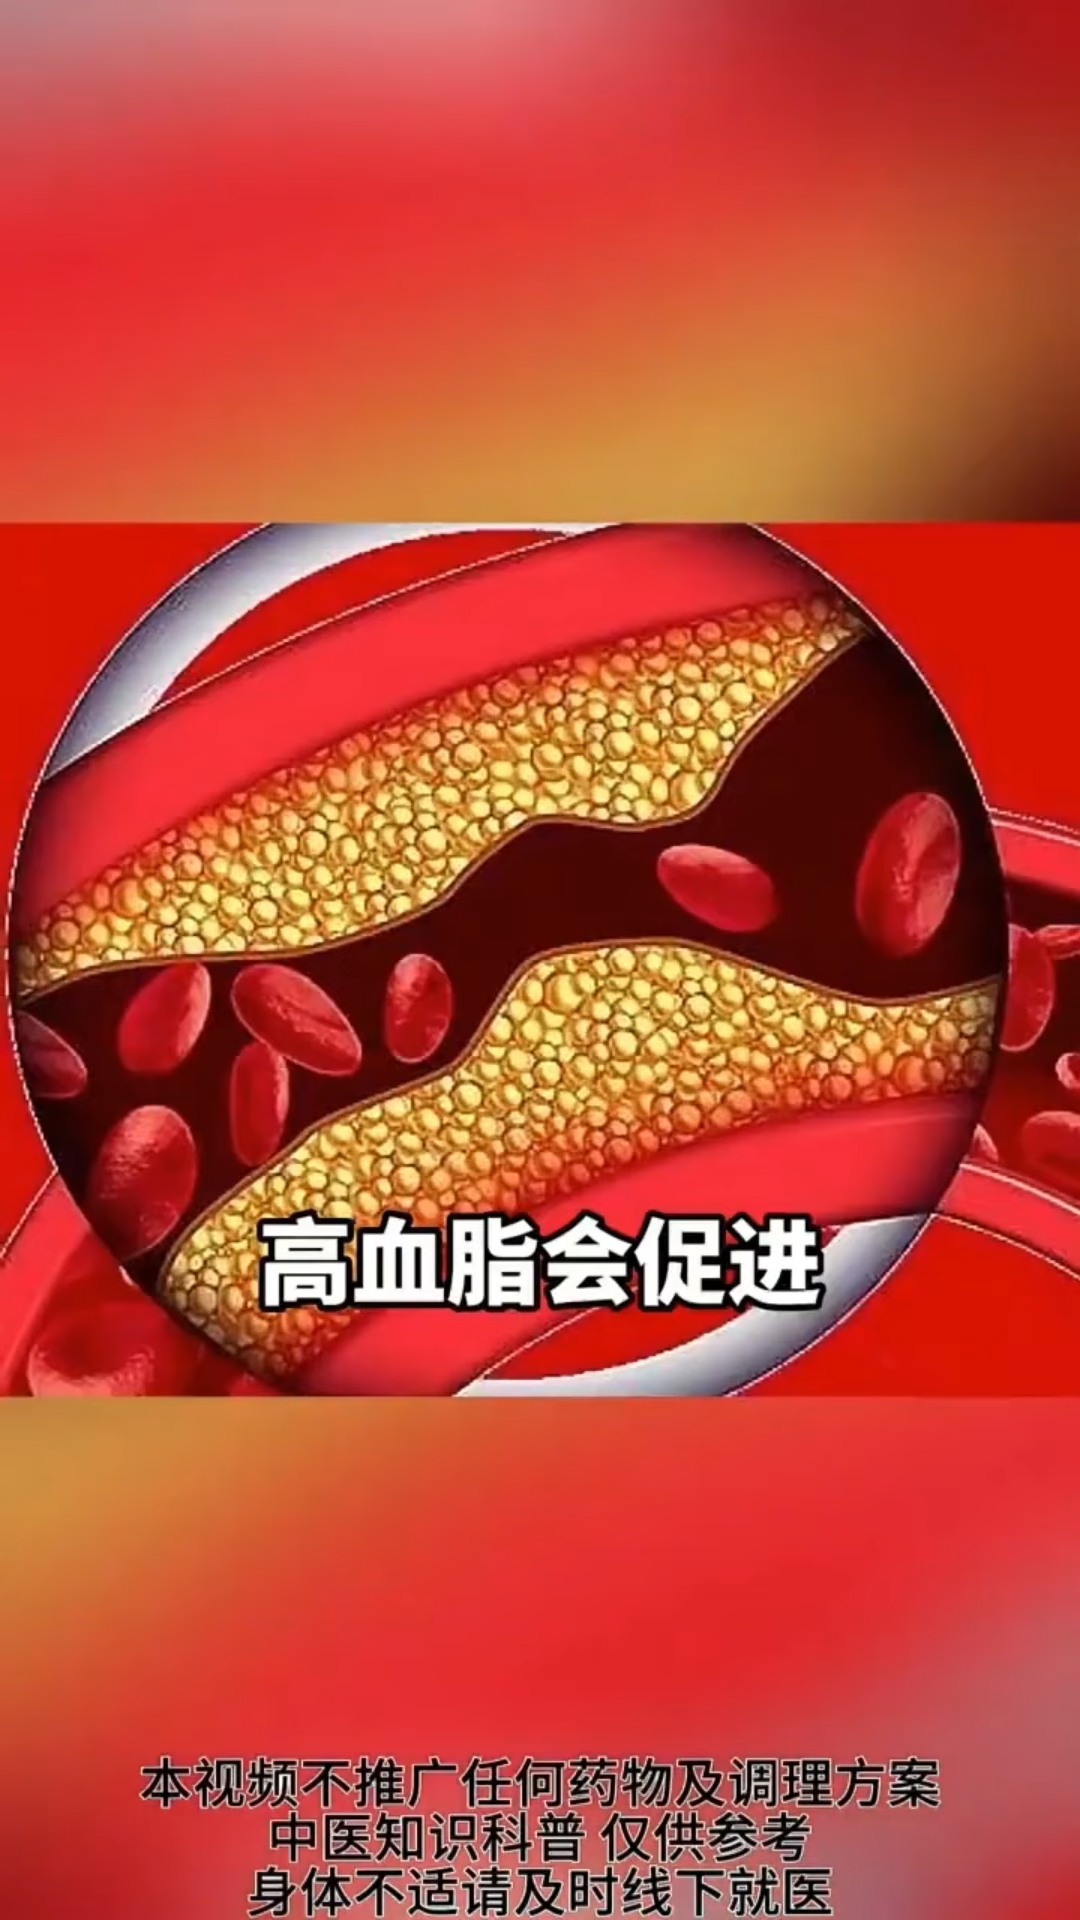 高血脂会促进
本视频不推广任何药物及调理方案
中医知识科普 仅供参考
身体不适请及时线下就医